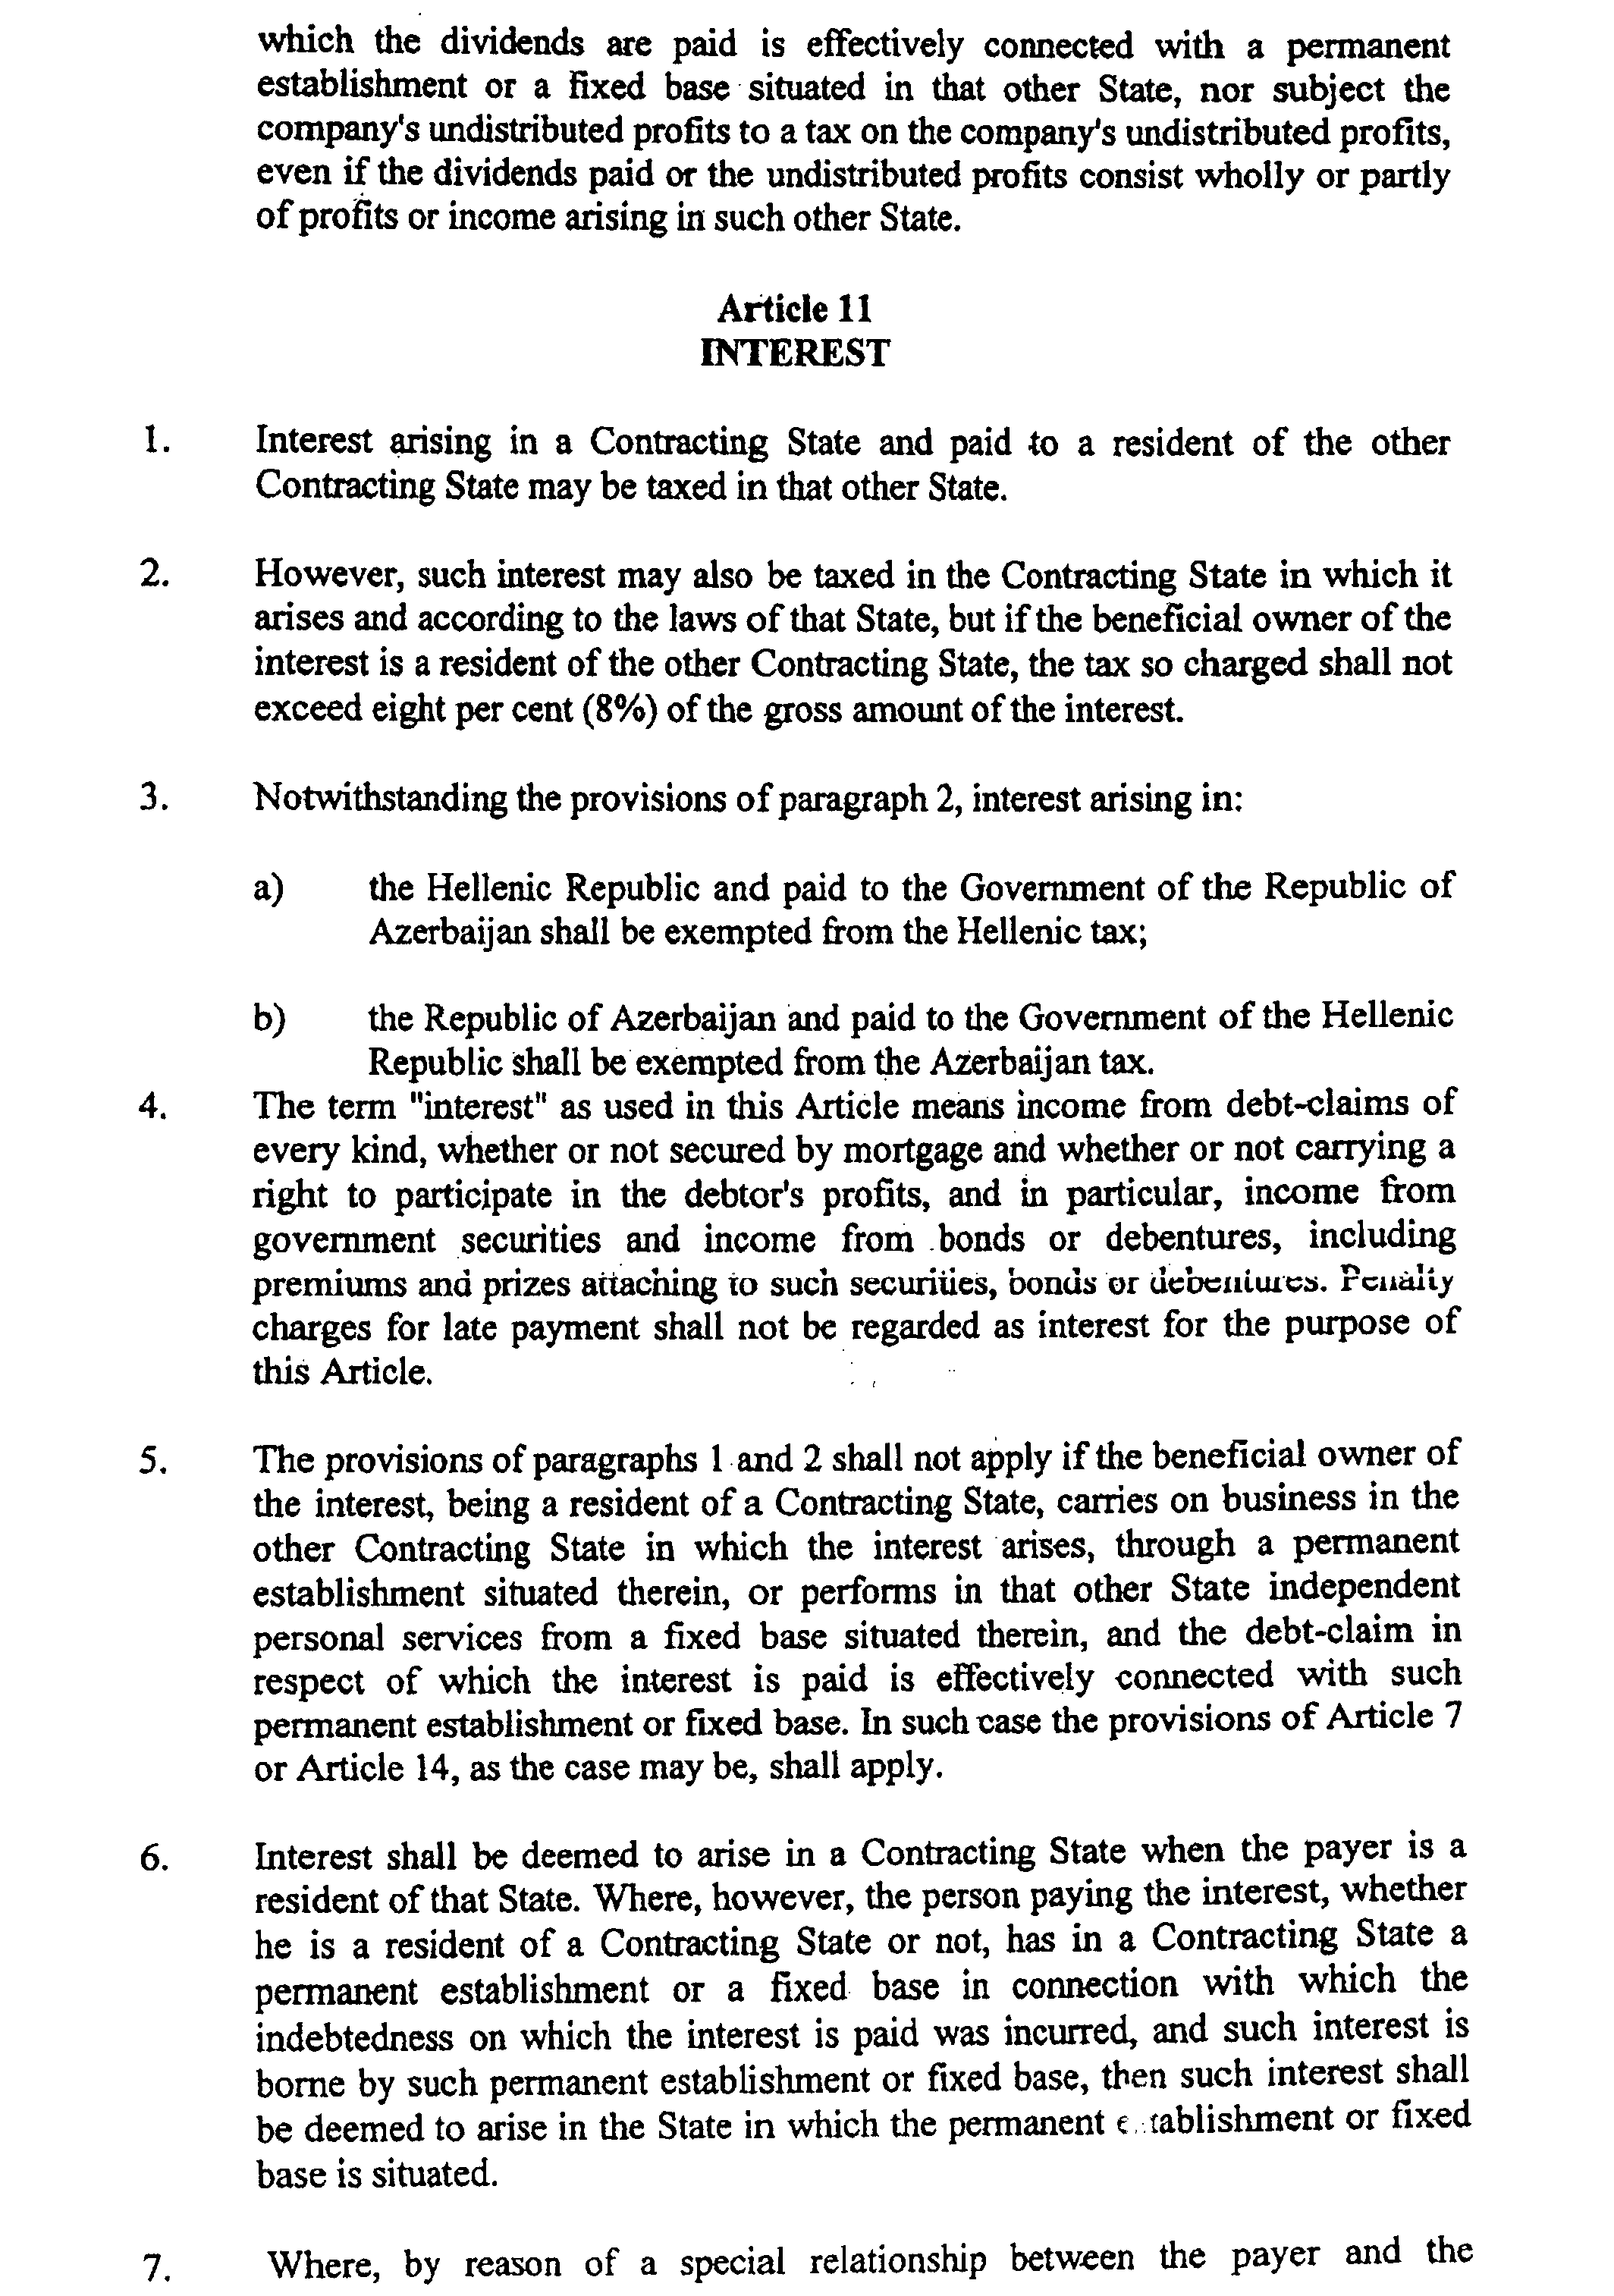 which the dividends are paid is effectively connected with a permanent
establishment or a fixed base situated in that other State, nor subject the
company's undistributed profits to a tax on the company's undistributed profits,
even if the dividends paid or the undistributed profits consist wholly or partly
of profits or income arising in such other State.
Article 11
INTEREST
1. Interest arising in a Contracting State and paid to a resident of the other
Contracting State may be taxed in that other State.
2. However, such interest may also be taxed in the Contracting State in which it
arises and according to the laws of that State, but if the beneficial owner of the
interest is a resident of the other Contracting State, the tax so charged shall not
exceed eight per cent (8%) of the gross amount of the interest.
3. Notwithstanding the provisions of paragraph 2, interest arising in:
a) the Hellenic Republic and paid to the Government of the Republic of
Azerbaijan shall be exempted from the Hellenic tax;
b) the Republic of Azerbaijan and paid to the Government of the Hellenic
Republic shall be exempted from the Azerbaijan tax.
4. The term "interest" as used in this Article means income from debt-claims of
every kind, whether or not secured by mortgage and whether or not carrying a
right to participate in the debtor's profits, and in particular, income from
government securities and income from bonds or debentures, including
premiums and prizes attaching to such securities, bonds or debentures. Penalty
charges for late payment shall not be regarded as interest for the purpose of
this Article.
5. The provisions of paragraphs 1 and 2 shall not apply if the beneficial owner of
the interest, being a resident of a Contracting State, carries on business in the
other Contracting State in which the interest arises, through a permanent
establishment situated therein, or performs in that other State independent
personal services from a fixed base situated therein, and the debt-claim in
respect of which the interest is paid is effectively connected with such
permanent establishment or fixed base. In such case the provisions of Article 7
or Article 14, as the case may be, shall apply.
6. Interest shall be deemed to arise in a Contracting State when the payer is a
resident of that State. Where, however, the person paying the interest, whether
he is a resident of a Contracting State or not, has in a Contracting State a
permanent establishment or a fixed base in connection with which the
indebtedness on which the interest is paid was incurred, and such interest is
borne by such permanent establishment or fixed base, then such interest shall
be deemed to arise in the State in which the permanent establishment or fixed
base is situated.
7. Where, by reason of a special relationship between the payer and the